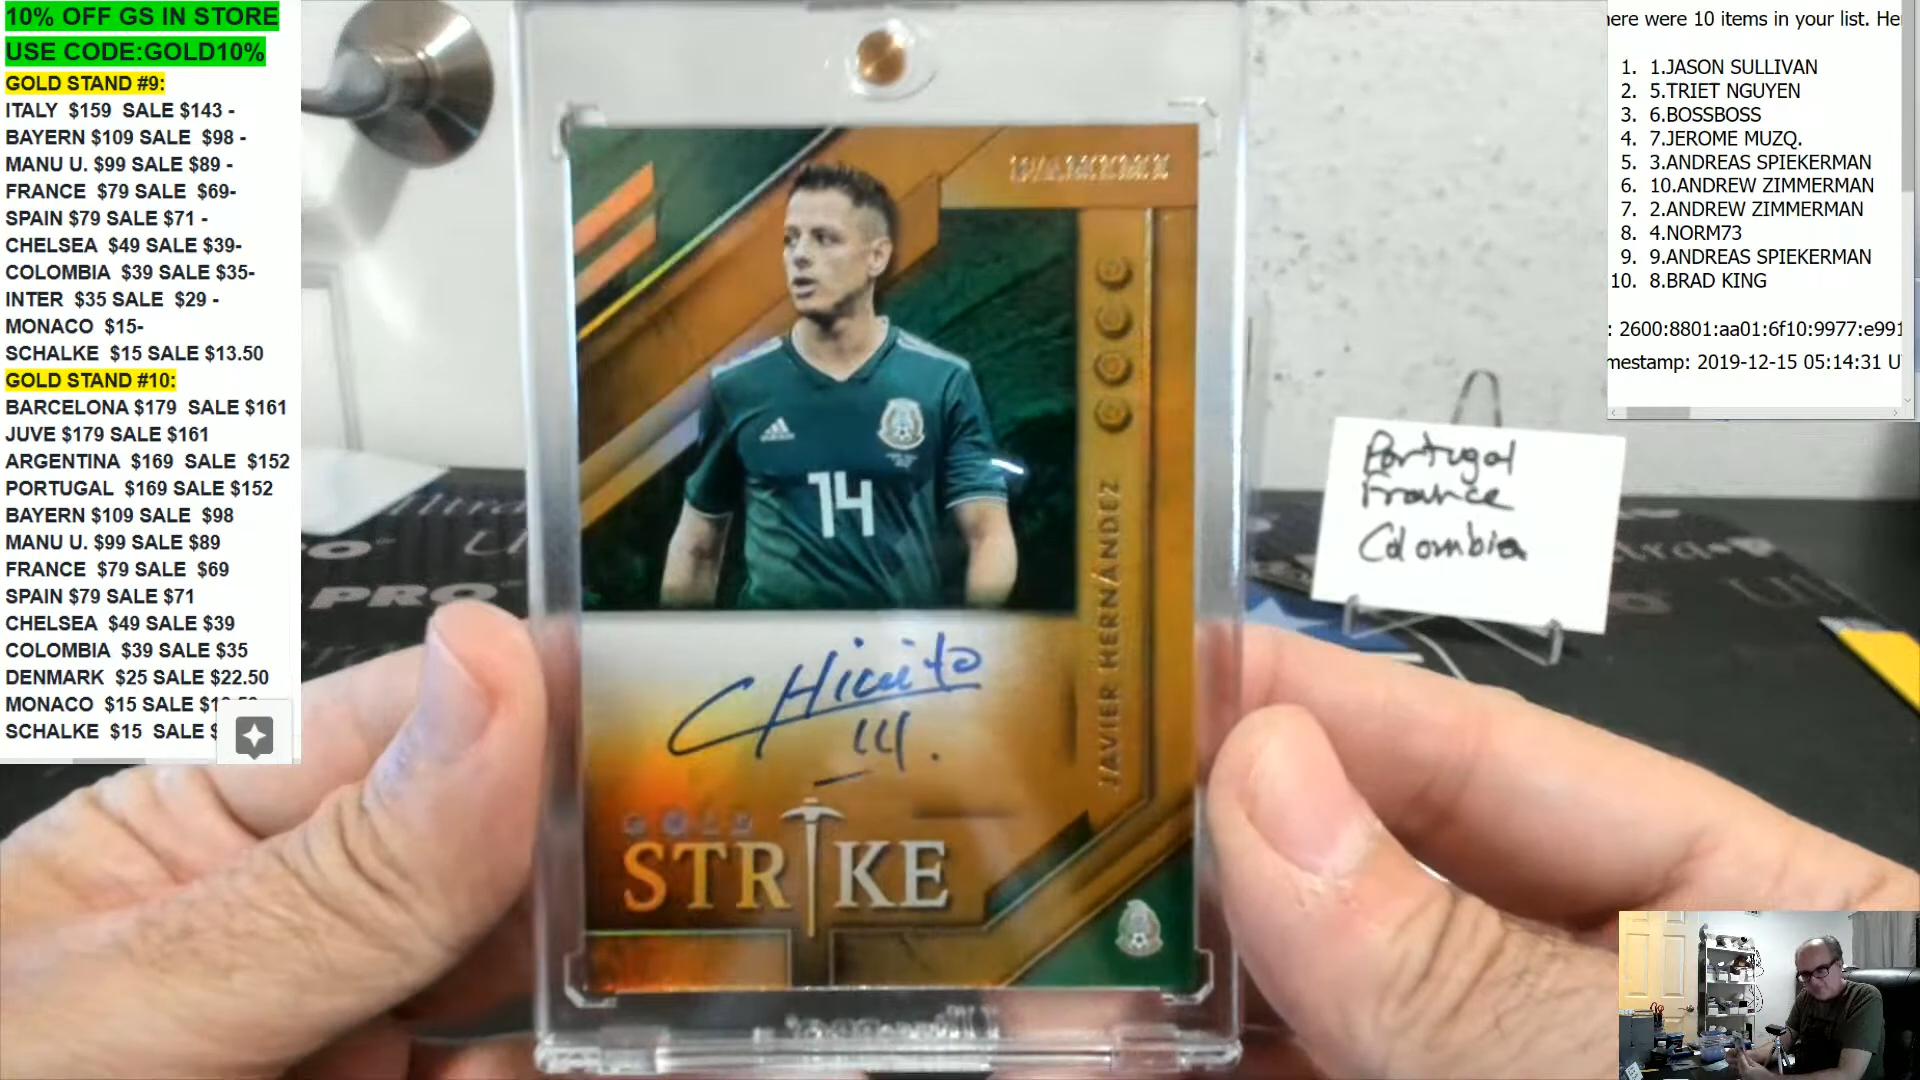 10% OFF GS IN STORE
USE CODE:GOLD10%
GOLD STAND #9:
ITALY $159 SALE $143 -
BAYERN $109 SALE $98 -
MANU U. $99 SALE $89 -
FRANCE $79 SALE $69-
SPAIN $79 SALE $71 -
CHELSEA $49 SALE $39-
COLOMBIA $39 SALE $35-
INTER $35 SALE $29 -
MONACO $15-
SCHALKE $15 SALE $13.50
GOLD STAND #10:
BARCELONA $179 SALE $161
JUVE $179 SALE $161
ARGENTINA $169 SALE $152
PORTUGAL $169 SALE $152
BAYERN $109 SALE $98
MANU U. $99 SALE $89
FRANCE $79 SALE $69
SPAIN $79 SALE $71
CHELSEA $49 SALE $39
COLOMBIA $39 SALE $35
DENMARK $25 SALE $22.50
MONACO $15 SALE
SCHALKE $15 SALE $
14
JAVIER HERNÁNDEZ
CHicuito
14.
GOLD
STRIKE
Portugal
France
Colombia
PRO
ere were 10 items in your list. He
1. 1.JASON SULLIVAN
2. 5.TRIET NGUYEN
3. 6.BOSSBOSS
4. 7.JEROME MUZQ.
5. 3.ANDREAS SPIEKERMAN
6. 10.ANDREW ZIMMERMAN
7. 2.ANDREW ZIMMERMAN
8. 4.NORM73
9. 9.ANDREAS SPIEKERMAN
10. 8.BRAD KING
: 2600:8801:aa01:6f10:9977:e991
mestamp: 2019-12-15 05:14:31 U